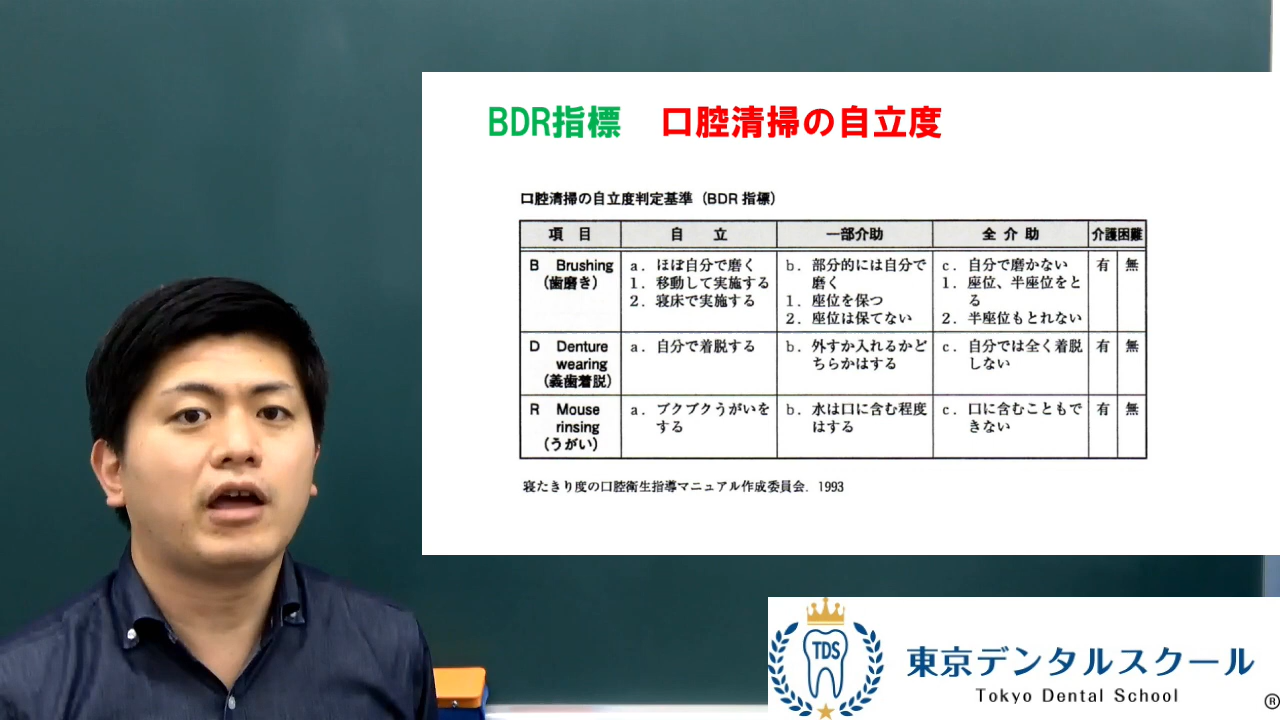 BDR指標 口腔清掃の自立度
口腔清掃の自立度判定基準（BDR 指標）
項 目 自 立 一部介助 全 介 助 介護困難
B Brushing
（歯磨き）
a. ほぼ自分で磨く
1. 移動して実施する
2. 寝床で実施する
b. 部分的には自分で
磨く
1. 座位を保つ
2. 座位は保てない
c. 自分で磨かない
1. 座位、半座位をと
る
2. 半座位もとれない
有 無
D Denture
wearing
（義歯着脱）
a. 自分で着脱する
b. 外すか入れるかど
ちらかはする
c. 自分では全く着脱
しない
有 無
R Mouse
rinsing
（うがい）
a. ブクブクうがいを
する
b. 水は口に含む程度
はする
c. 口に含むこともで
きない
有 無
寝たきり度の口腔衛生指導マニュアル作成委員会. 1993
TDS
東京デンタルスクール
Tokyo Dental School
®